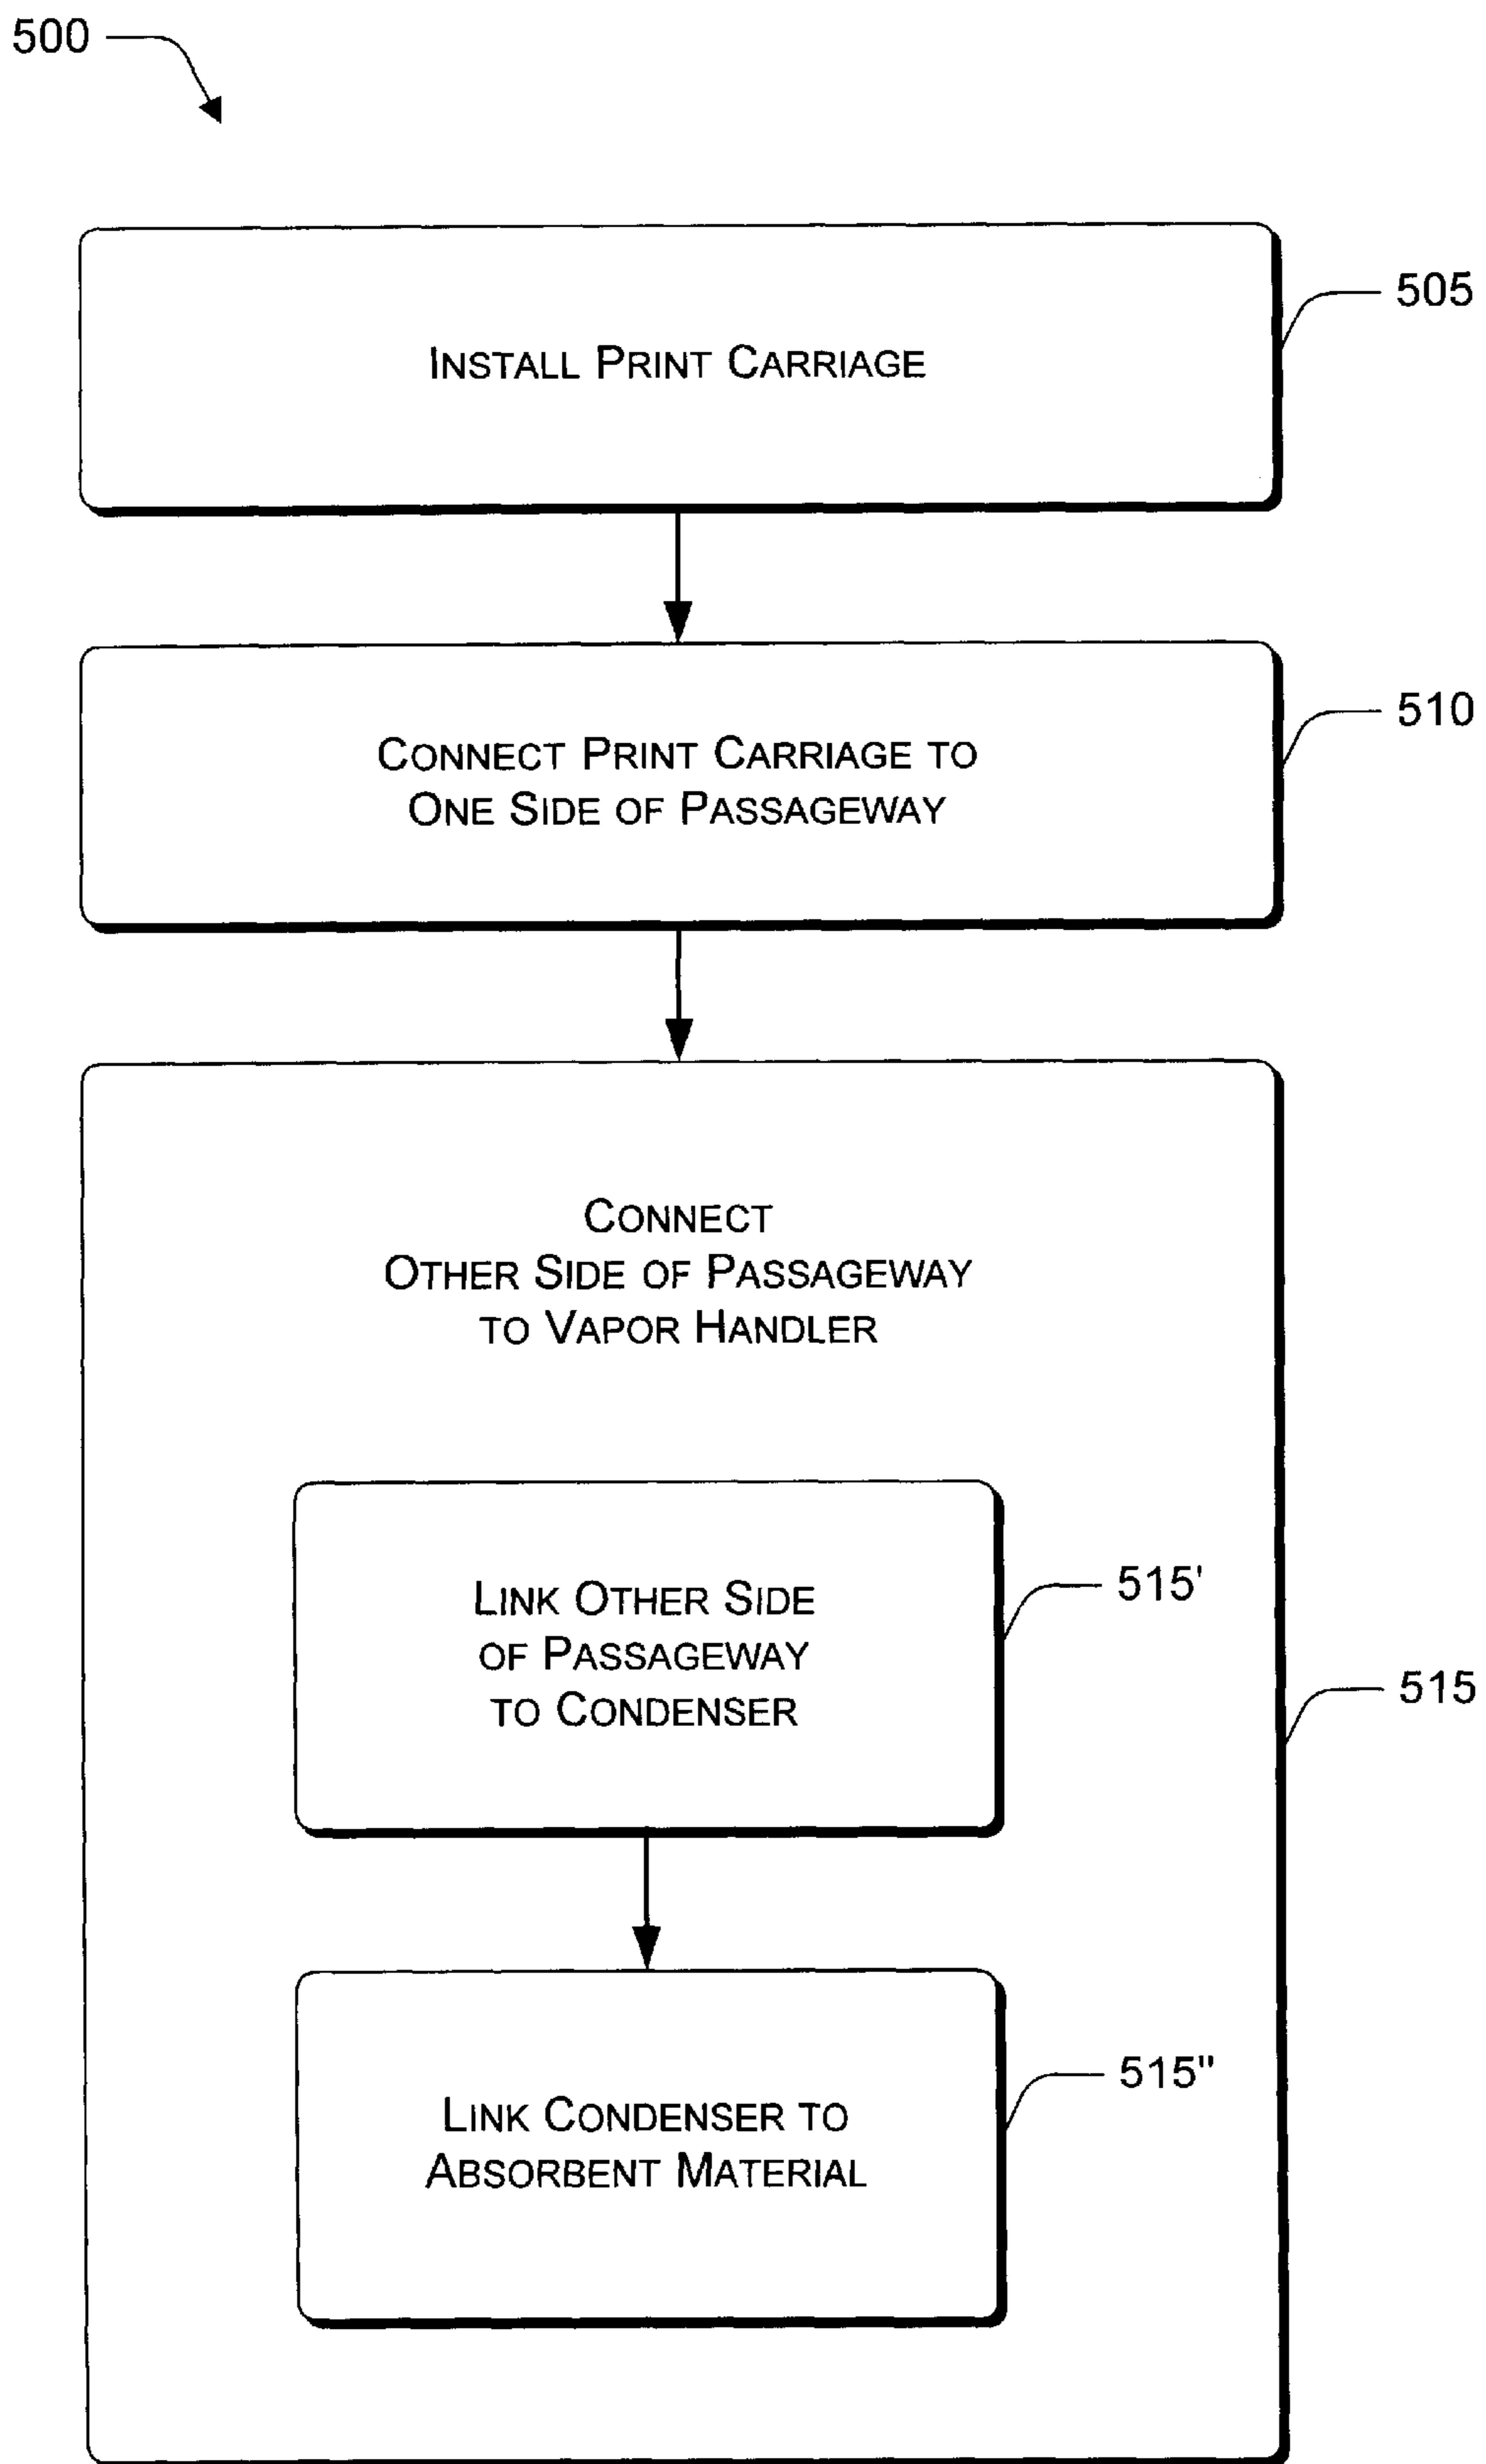 500
INSTALL PRINT CARRIAGE
505
CONNECT PRINT CARRIAGE TO
ONE SIDE OF PASSAGEWAY
510
CONNECT
OTHER SIDE OF PASSAGEWAY
TO VAPOR HANDLER
LINK OTHER SIDE
OF PASSAGEWAY
TO CONDENSER
515'
515
LINK CONDENSER TO
ABSORBENT MATERIAL
515"